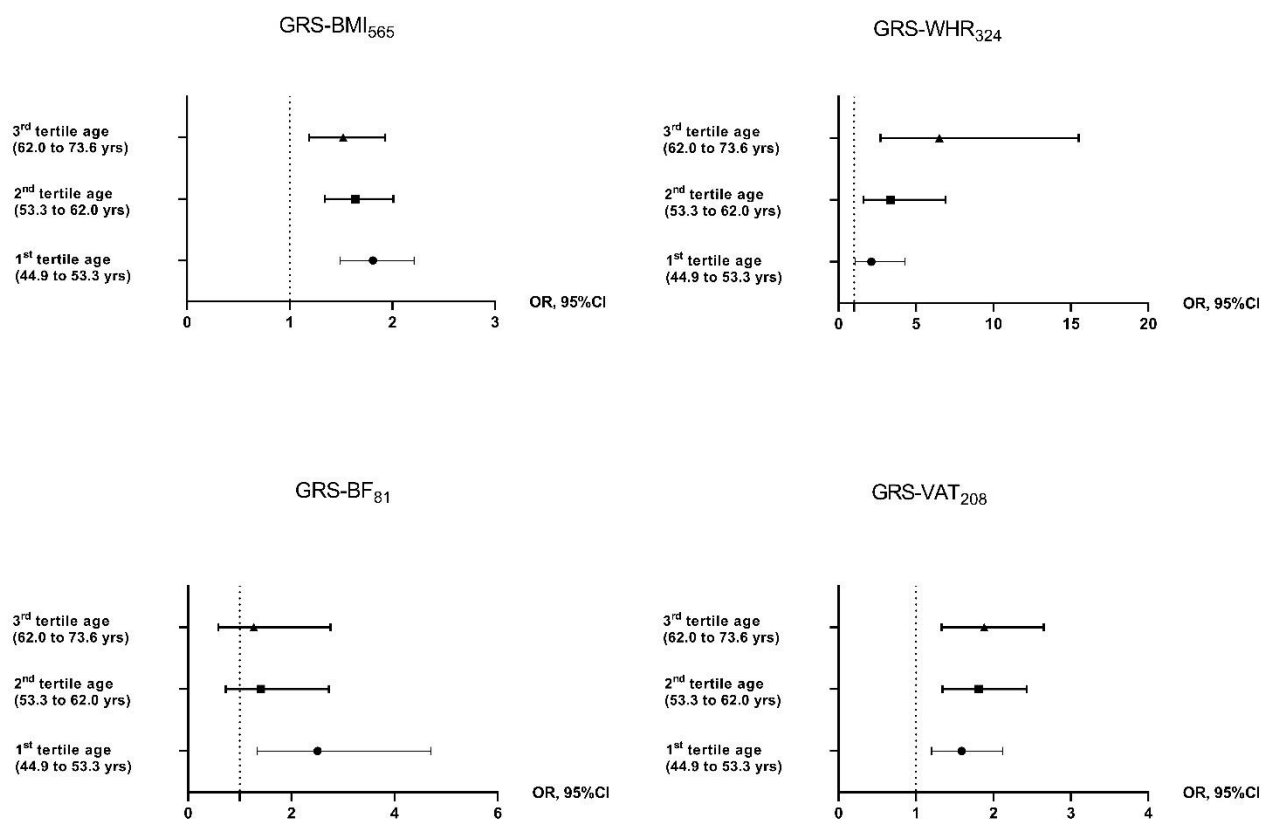 GRS-BMI565
3rd tertile age
(62.0 to 73.6 yrs)
2nd tertile age
(53.3 to 62.0 yrs)
1st tertile age
(44.9 to 53.3 yrs)
OR, 95%CI
0 1 2 3
GRS-WHR324
3rd tertile age
(62.0 to 73.6 yrs)
2nd tertile age
(53.3 to 62.0 yrs)
1st tertile age
(44.9 to 53.3 yrs)
OR, 95%CI
0 1 5 10 15 20
GRS-BF81
3rd tertile age
(62.0 to 73.6 yrs)
2nd tertile age
(53.3 to 62.0 yrs)
1st tertile age
(44.9 to 53.3 yrs)
OR, 95%CI
0 1 2 4 6
GRS-VAT208
3rd tertile age
(62.0 to 73.6 yrs)
2nd tertile age
(53.3 to 62.0 yrs)
1st tertile age
(44.9 to 53.3 yrs)
OR, 95%CI
0 1 2 3 4